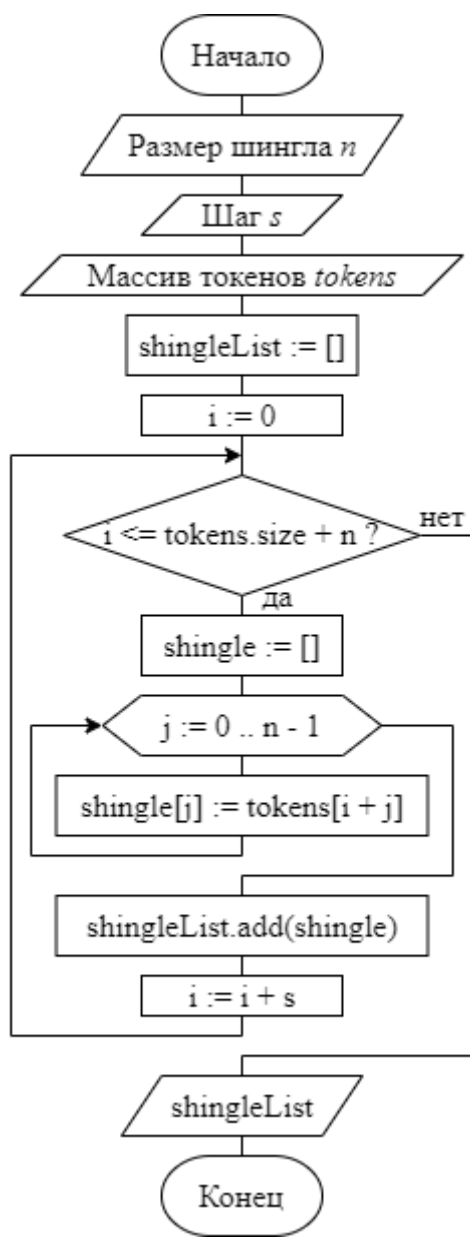 Начало
Размер шингла n
Шаг s
Массив токенов tokens
shingleList := []
i := 0
i <= tokens.size + n ?
нет
да
shingle := []
j := 0 .. n - 1
shingle[j] := tokens[i + j]
shingleList.add(shingle)
i := i + s
shingleList
Конец